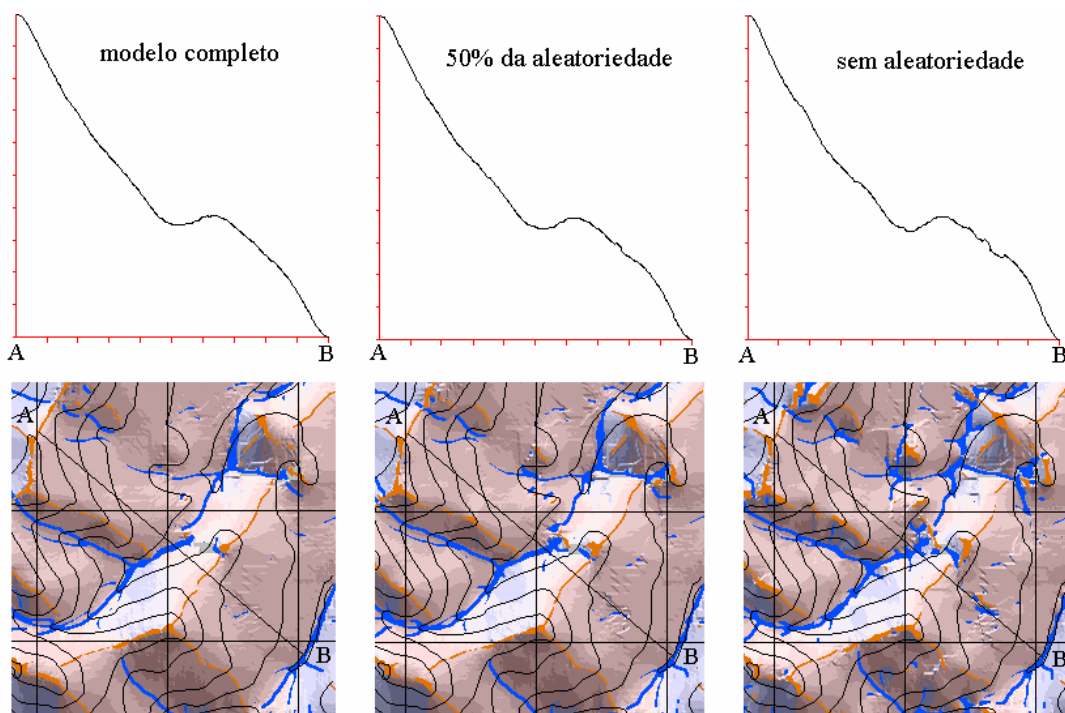 modelo completo
50% da aleatoriedade
sem aleatoriedade
A B
A B
A B
A
B
A
B
A
B